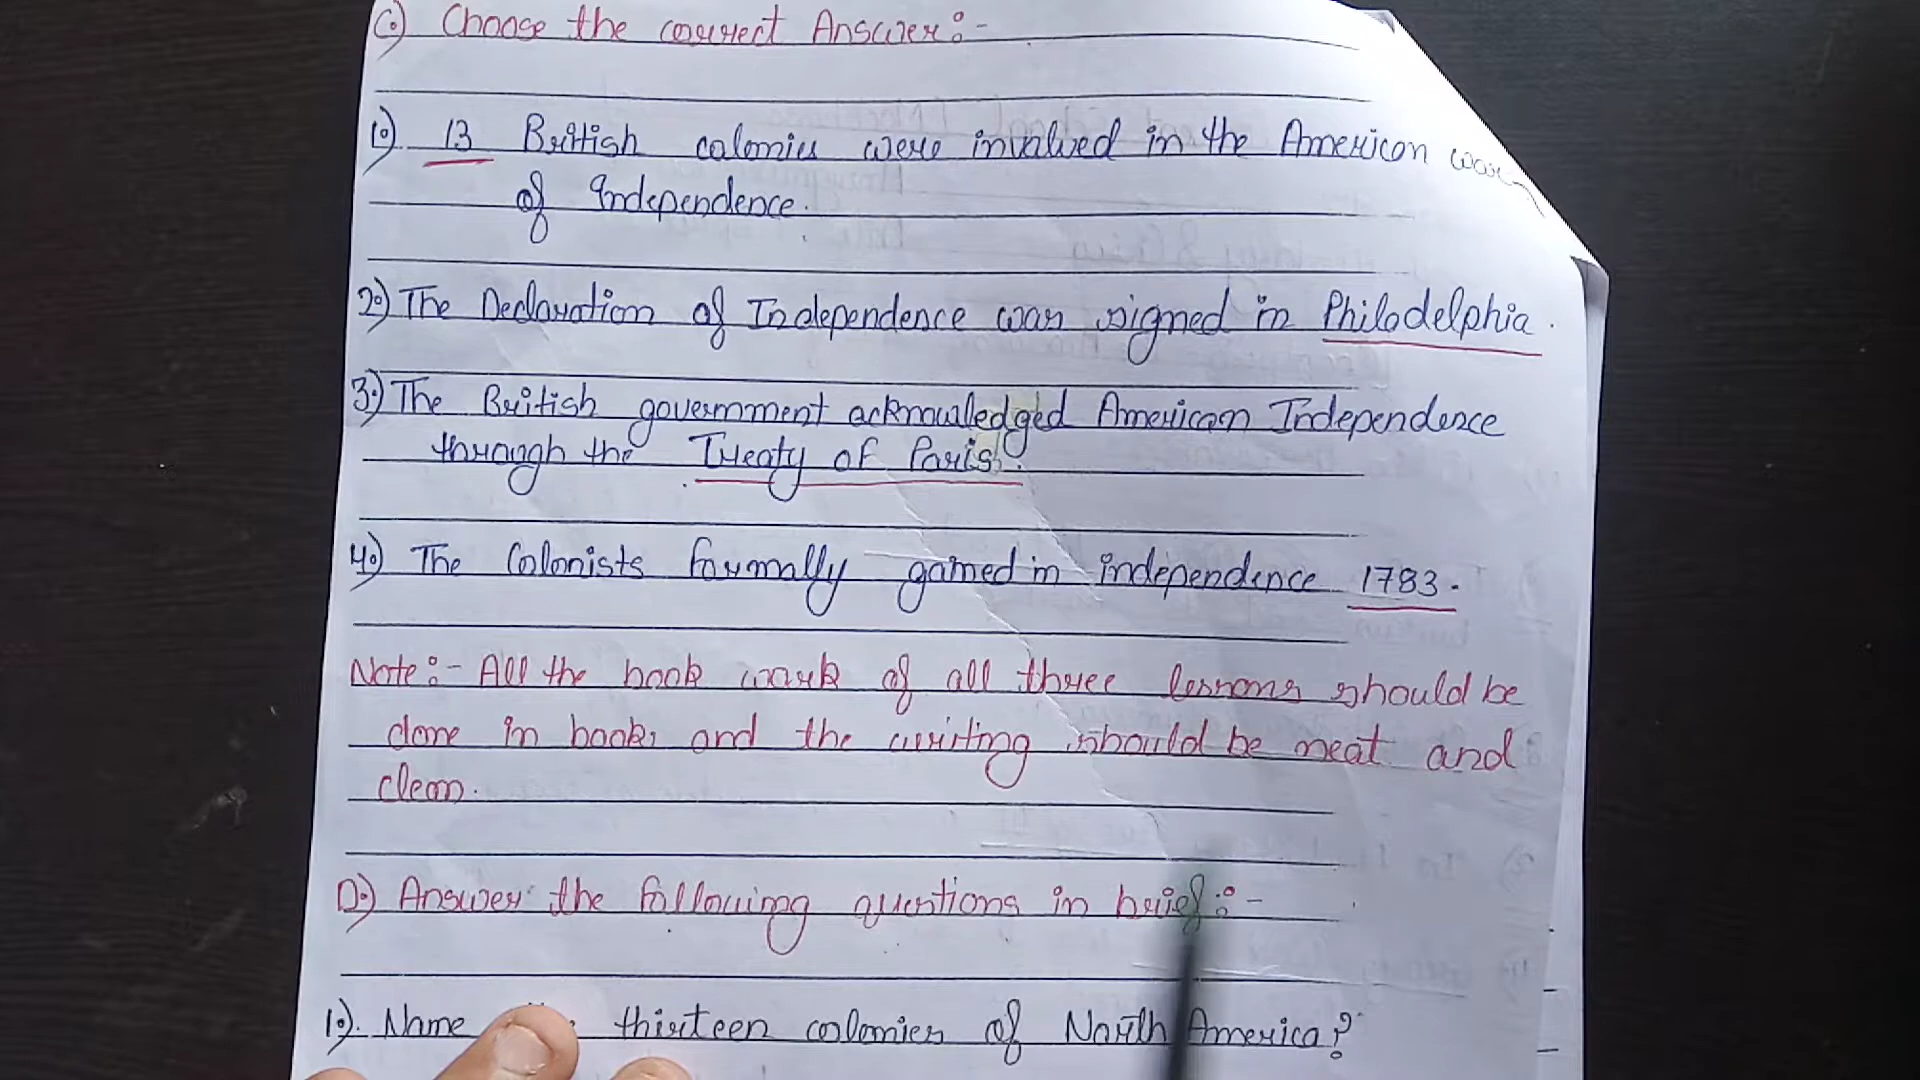 C.) Choose the correct Answer:-
1.) 13 British colonies were involved in the American war
of Independence.
2.) The Declaration of Independence was signed in Philadelphia.
3.) The British government acknowledged American Independence
through the Treaty of Paris.
4.) The Colonists formally gained in independence 1783.
Note:- All the book work of all three lessons should be
done in book, and the writing should be neat and
clean.
D.) Answer the following questions in brief:-
1.). Name thirteen colonies of North America?